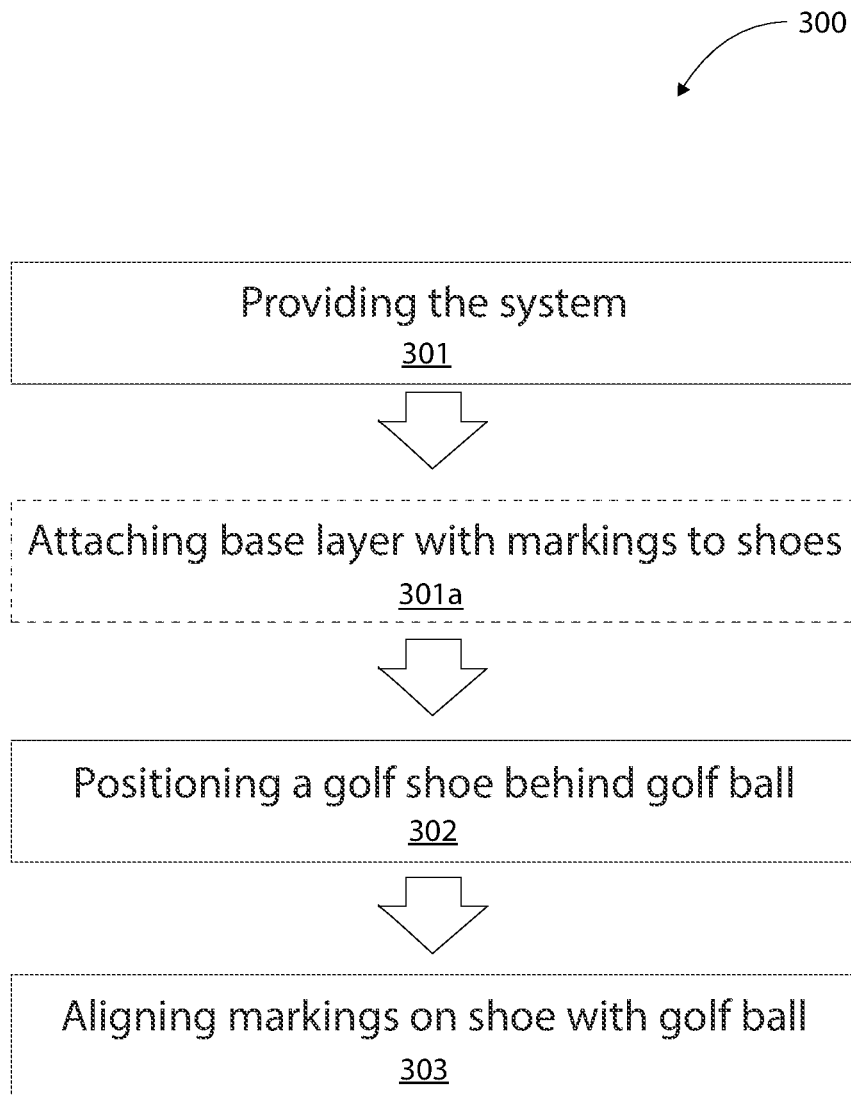 300
Providing the system
301
Attaching base layer with markings to shoes
301a
Positioning a golf shoe behind golf ball
302
Aligning markings on shoe with golf ball
303